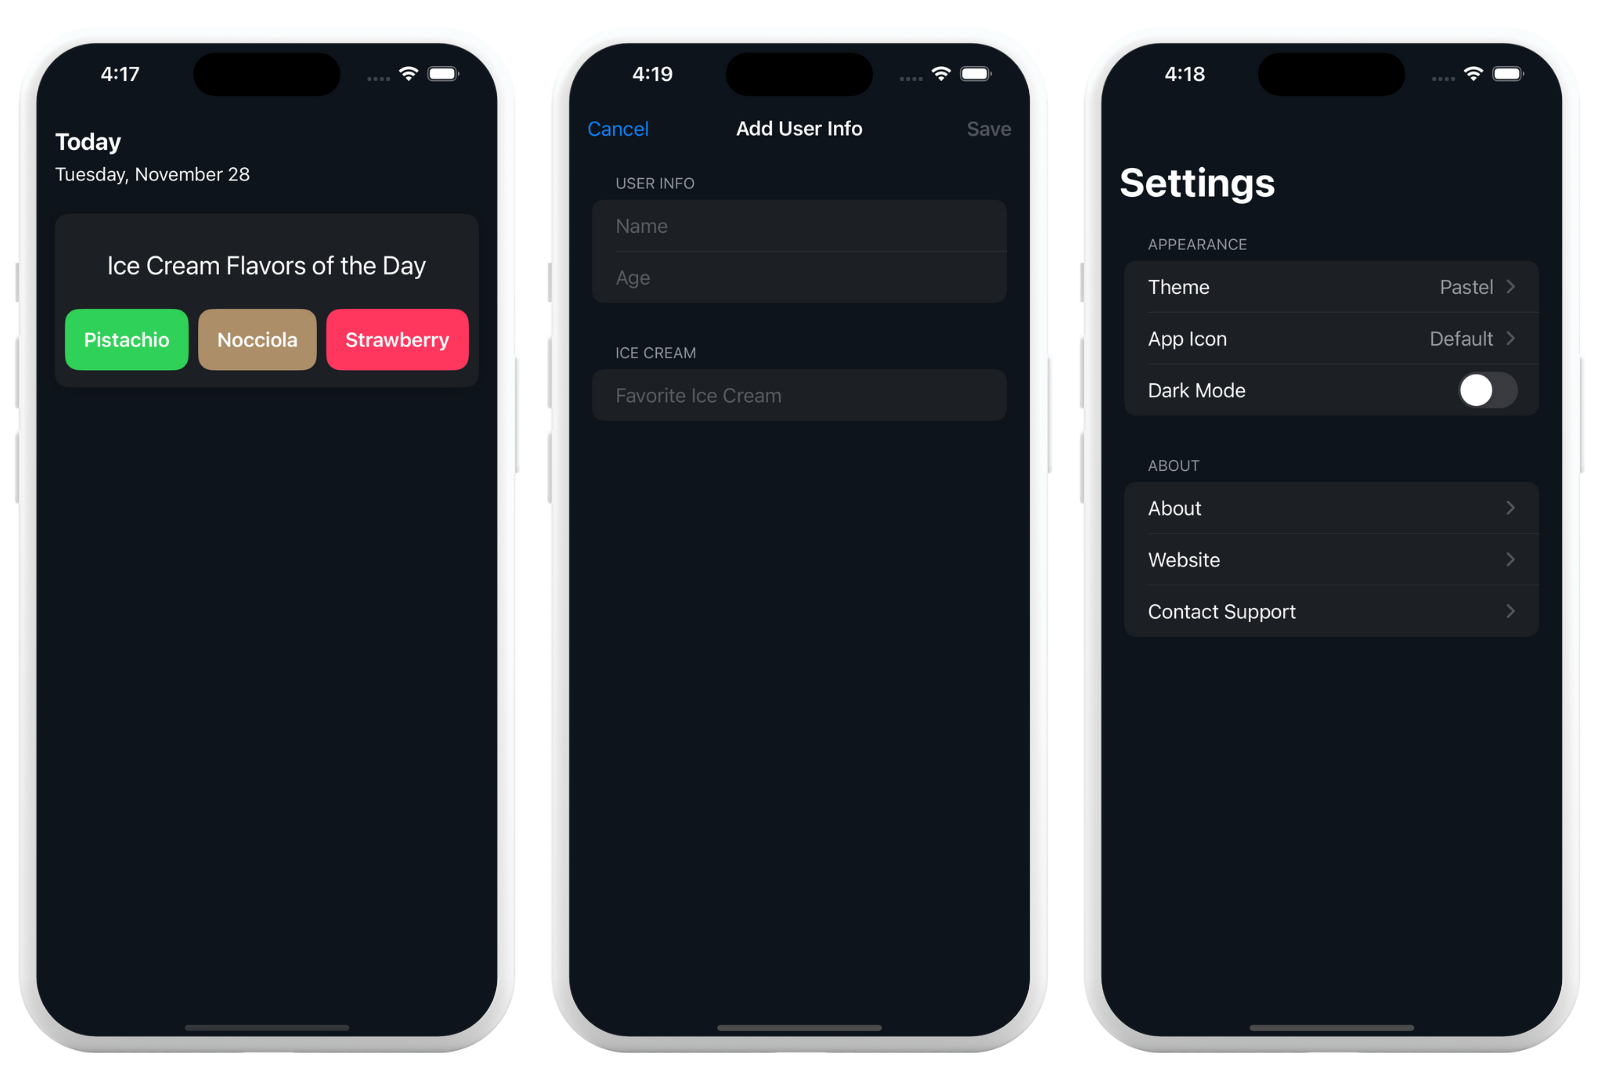 4:17
Today
Tuesday, November 28
Ice Cream Flavors of the Day
Pistachio Nocciola Strawberry
4:19
Cancel Add User Info Save
USER INFO
Name
Age
ICE CREAM
Favorite Ice Cream
4:18
Settings
APPEARANCE
Theme Pastel
App Icon Default
Dark Mode
ABOUT
About
Website
Contact Support